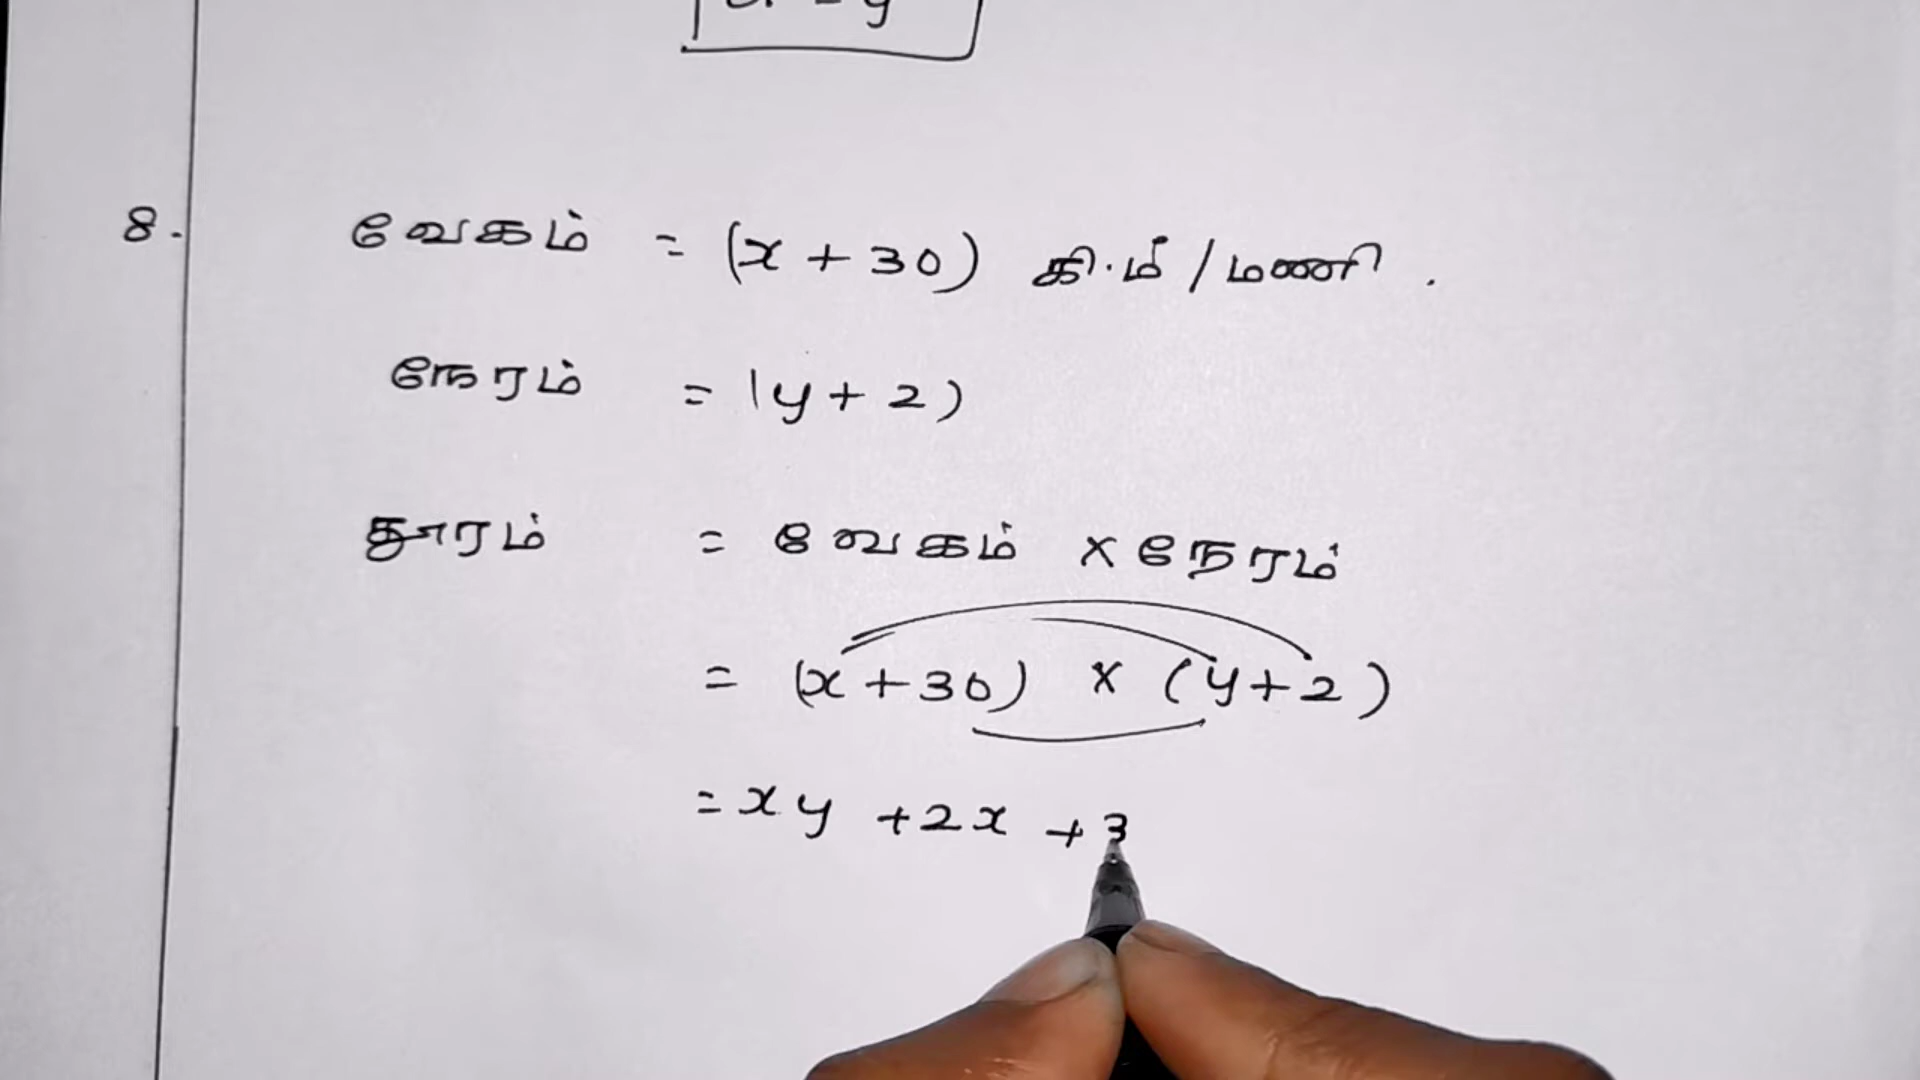 8. வேகம் = (x + 30) கி.மீ / மணி .
நேரம் = (y + 2)
தூரம் = வேகம் × நேரம்
= (x + 30) × (y + 2)
= xy + 2x + 3